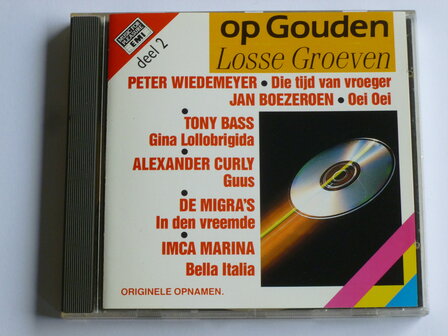 EMI
deel 2
op Gouden
Losse Groeven
PETER WIEDEMEYER • Die tijd van vroeger
JAN BOEZEROEN • Oei Oei
•
TONY BASS
Gina Lollobrigida
•
ALEXANDER CURLY
Guus
•
DE MIGRA'S
In den vreemde
•
IMCA MARINA
Bella Italia
ORIGINELE OPNAMEN.